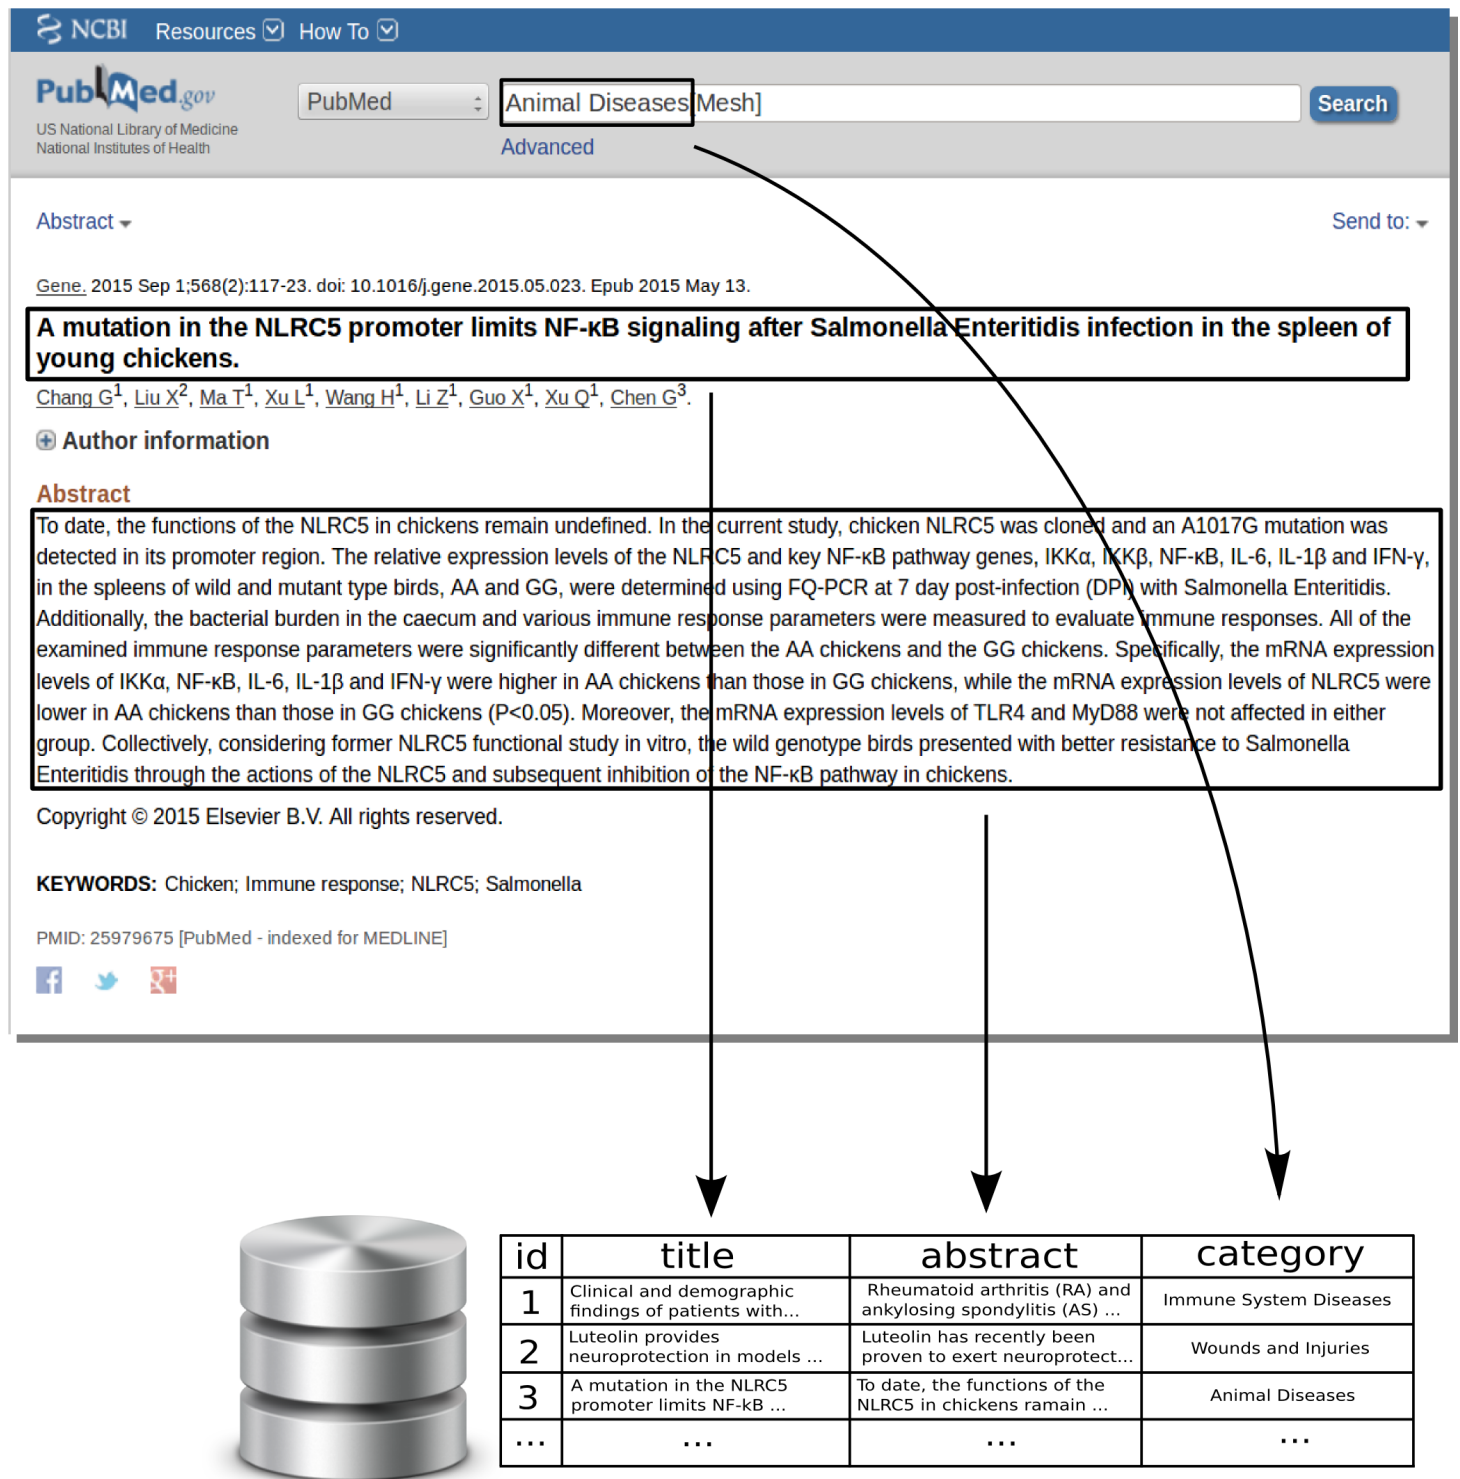 NCBI Resources How To
PubMed.gov
US National Library of Medicine
National Institutes of Health
PubMed
Animal Diseases[Mesh]
Search
Advanced
Abstract
Send to:
Gene. 2015 Sep 1;568(2):117-23. doi: 10.1016/j.gene.2015.05.023. Epub 2015 May 13.
A mutation in the NLRC5 promoter limits NF-κB signaling after Salmonella Enteritidis infection in the spleen of
young chickens.
Chang G1, Liu X2, Ma T1, Xu L1, Wang H1, Li Z1, Guo X1, Xu Q1, Chen G3.
Author information
Abstract
To date, the functions of the NLRC5 in chickens remain undefined. In the current study, chicken NLRC5 was cloned and an A1017G mutation was
detected in its promoter region. The relative expression levels of the NLRC5 and key NF-κB pathway genes, IKKα, IKKβ, NF-κB, IL-6, IL-1β and IFN-γ,
in the spleens of wild and mutant type birds, AA and GG, were determined using FQ-PCR at 7 day post-infection (DPI) with Salmonella Enteritidis.
Additionally, the bacterial burden in the caecum and various immune response parameters were measured to evaluate immune responses. All of the
examined immune response parameters were significantly different between the AA chickens and the GG chickens. Specifically, the mRNA expression
levels of IKKα, NF-κB, IL-6, IL-1β and IFN-γ were higher in AA chickens than those in GG chickens, while the mRNA expression levels of NLRC5 were
lower in AA chickens than those in GG chickens (P<0.05). Moreover, the mRNA expression levels of TLR4 and MyD88 were not affected in either
group. Collectively, considering former NLRC5 functional study in vitro, the wild genotype birds presented with better resistance to Salmonella
Enteritidis through the actions of the NLRC5 and subsequent inhibition of the NF-κB pathway in chickens.
Copyright © 2015 Elsevier B.V. All rights reserved.
KEYWORDS: Chicken; Immune response; NLRC5; Salmonella
PMID: 25979675 [PubMed - indexed for MEDLINE]
f
g+
id title abstract category
1
Clinical and demographic
findings of patients with...
Rheumatoid arthritis (RA) and
ankylosing spondylitis (AS) ...
Immune System Diseases
2
Luteolin provides
neuroprotection in models ...
Luteolin has recently been
proven to exert neuroprotect...
Wounds and Injuries
3
A mutation in the NLRC5
promoter limits NF-kB ...
To date, the functions of the
NLRC5 in chickens ramain ...
Animal Diseases
... ... ... ...